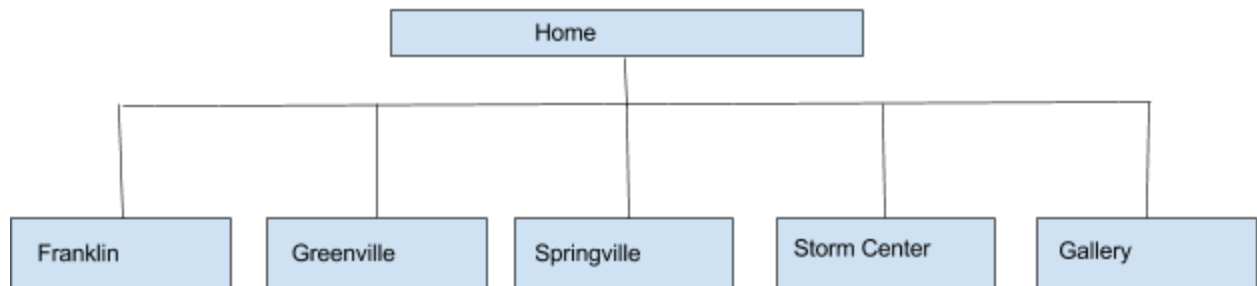 Home
Franklin
Greenville
Springville
Storm Center
Gallery